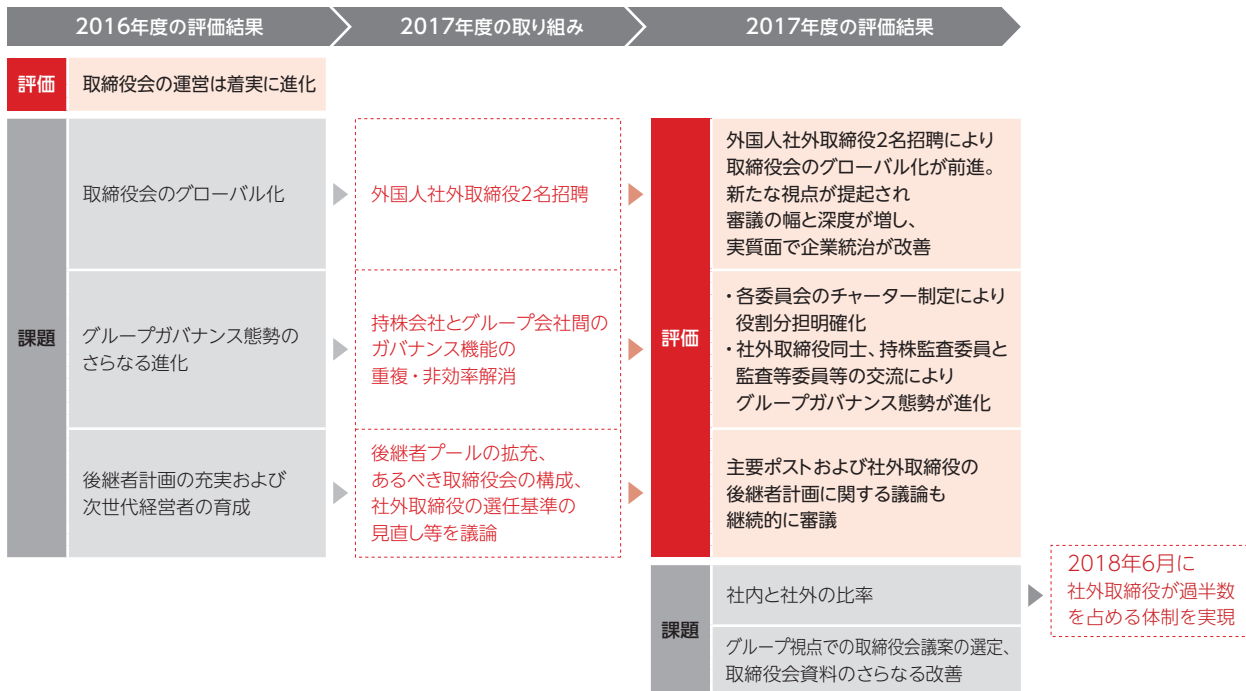 2016年度の評価結果
2017年度の取り組み
2017年度の評価結果
評価
取締役会の運営は着実に進化
課題
取締役会のグローバル化
外国人社外取締役2名招聘
評価
外国人社外取締役2名招聘により
取締役会のグローバル化が前進。
新たな視点が提起され
審議の幅と深度が増し、
実質面で企業統治が改善
グループガバナンス態勢の
さらなる進化
持株会社とグループ会社間の
ガバナンス機能の
重複・非効率解消
・各委員会のチャーター制定により
役割分担明確化
・社外取締役同士、持株監査委員と
監査等委員等の交流により
グループガバナンス態勢が進化
後継者計画の充実および
次世代経営者の育成
後継者プールの拡充、
あるべき取締役会の構成、
社外取締役の選任基準の
見直し等を議論
主要ポストおよび社外取締役の
後継者計画に関する議論も
継続的に審議
課題
社内と社外の比率
2018年6月に
社外取締役が過半数
を占める体制を実現
グループ視点での取締役会議案の選定、
取締役会資料のさらなる改善